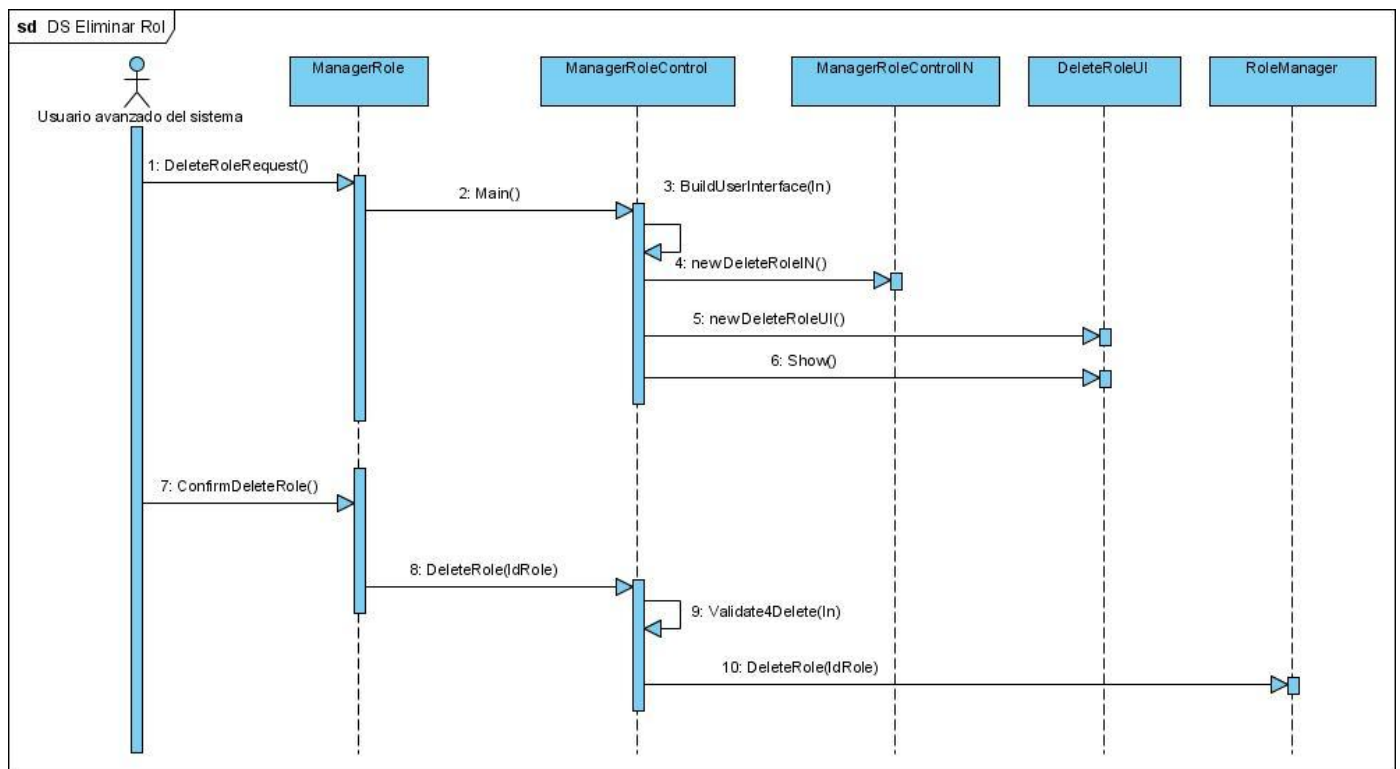 sd DS Eliminar Rol
ManagerRole
ManagerRoleControl
ManagerRoleControlIN
DeleteRoleUI
RoleManager
Usuario avanzado del sistema
1: DeleteRoleRequest()
2: Main()
3: BuildUserInterface(In)
4: newDeleteRoleIN()
5: newDeleteRoleUI()
6: Show()
7: ConfirmDeleteRole()
8: DeleteRole(IdRole)
9: Validate4Delete(In)
10: DeleteRole(IdRole)